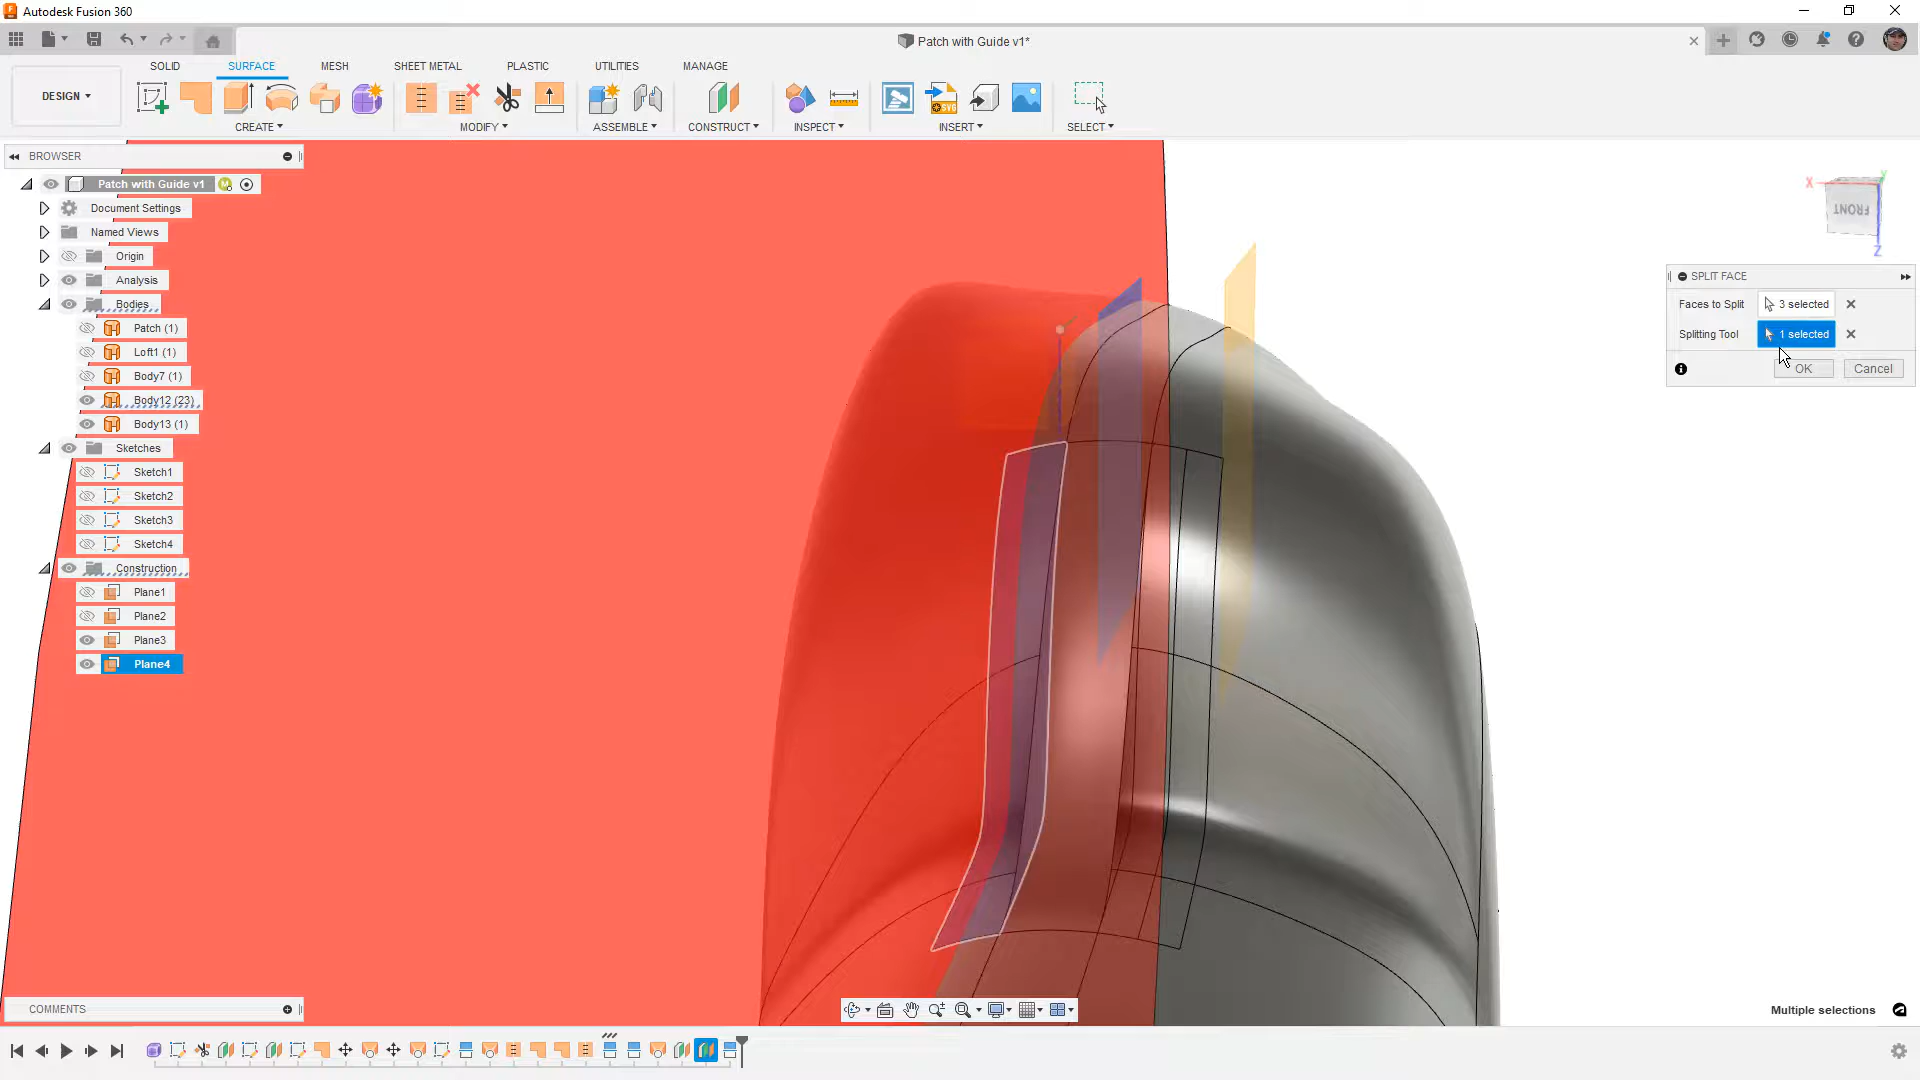 Autodesk Fusion 360
Patch with Guide v1*
SOLID SURFACE MESH SHEET METAL PLASTIC UTILITIES MANAGE
DESIGN
CREATE MODIFY ASSEMBLE CONSTRUCT INSPECT INSERT SELECT
BROWSER
Patch with Guide v1
Document Settings
Named Views
Origin
Analysis
Bodies
Patch (1)
Loft1 (1)
Body7 (1)
Body12 (23)
Body13 (1)
Sketches
Sketch1
Sketch2
Sketch3
Sketch4
Construction
Plane1
Plane2
Plane3
Plane4
X
Y
FRONT
Z
SPLIT FACE
Faces to Split 3 selected
Splitting Tool 1 selected
OK Cancel
COMMENTS
Multiple selections